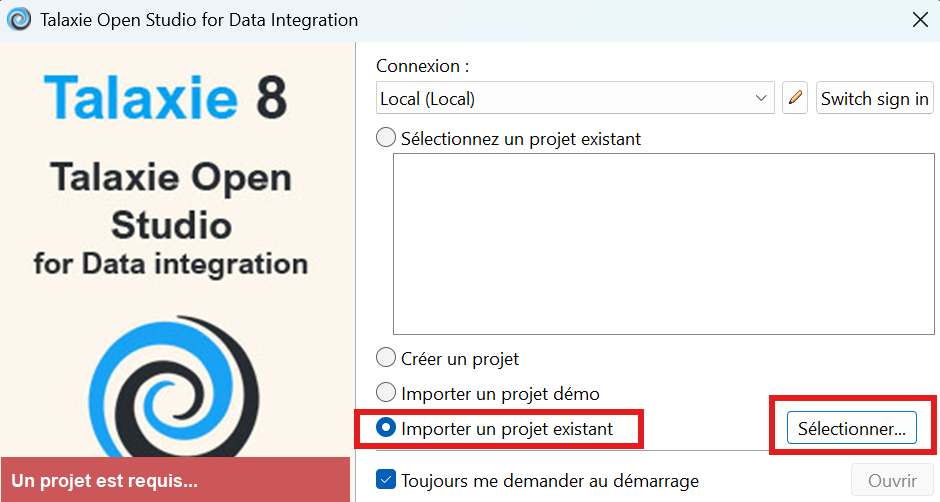 Talaxie Open Studio for Data Integration
Talaxie 8
Talaxie Open
Studio
for Data integration
Un projet est requis...
Connexion :
Local (Local)
Switch sign in
Sélectionnez un projet existant
Créer un projet
Importer un projet démo
Importer un projet existant
Sélectionner...
Toujours me demander au démarrage
Ouvrir